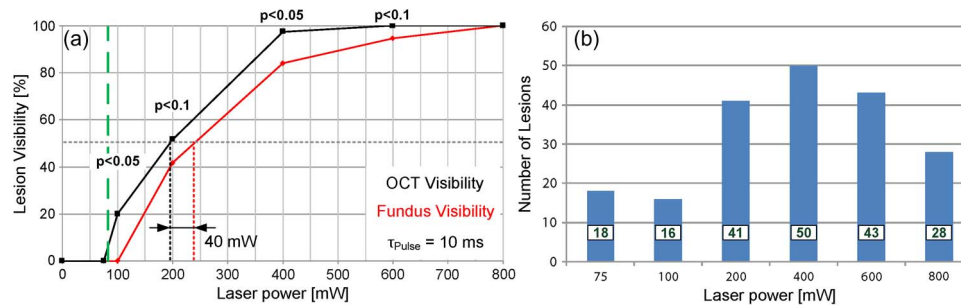 (a)
Lesion Visibility [%]
100
80
60
40
20
0
p<0.05
p<0.1
p<0.1
p<0.05
OCT Visibility
Fundus Visibility
τPulse = 10 ms
40 mW
0 100 200 300 400 500 600 700 800
Laser power [mW]
(b)
Number of Lesions
60
50
40
30
20
10
0
18 16 41 50 43 28
75 100 200 400 600 800
Laser power [mW]